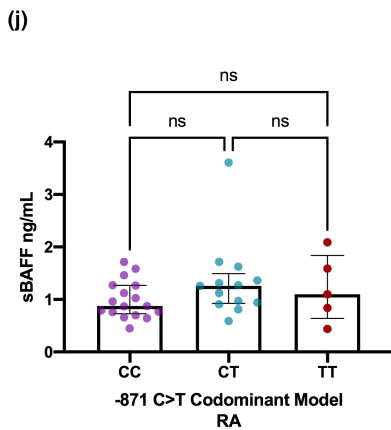 (j)
ns
ns
ns
4
3
2
1
0
sBAFF ng/mL
CC
CT
TT
-871 C>T Codominant Model
RA